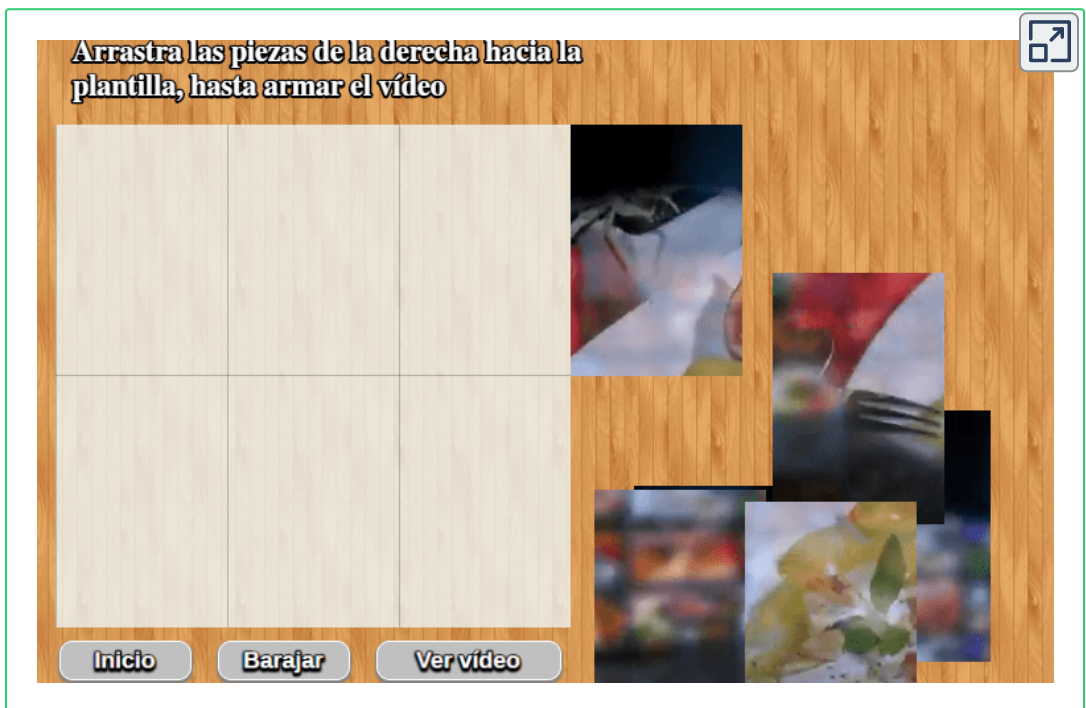 Arrastra las piezas de la derecha hacia la
plantilla, hasta armar el vídeo
Inicio
Barajar
Ver vídeo